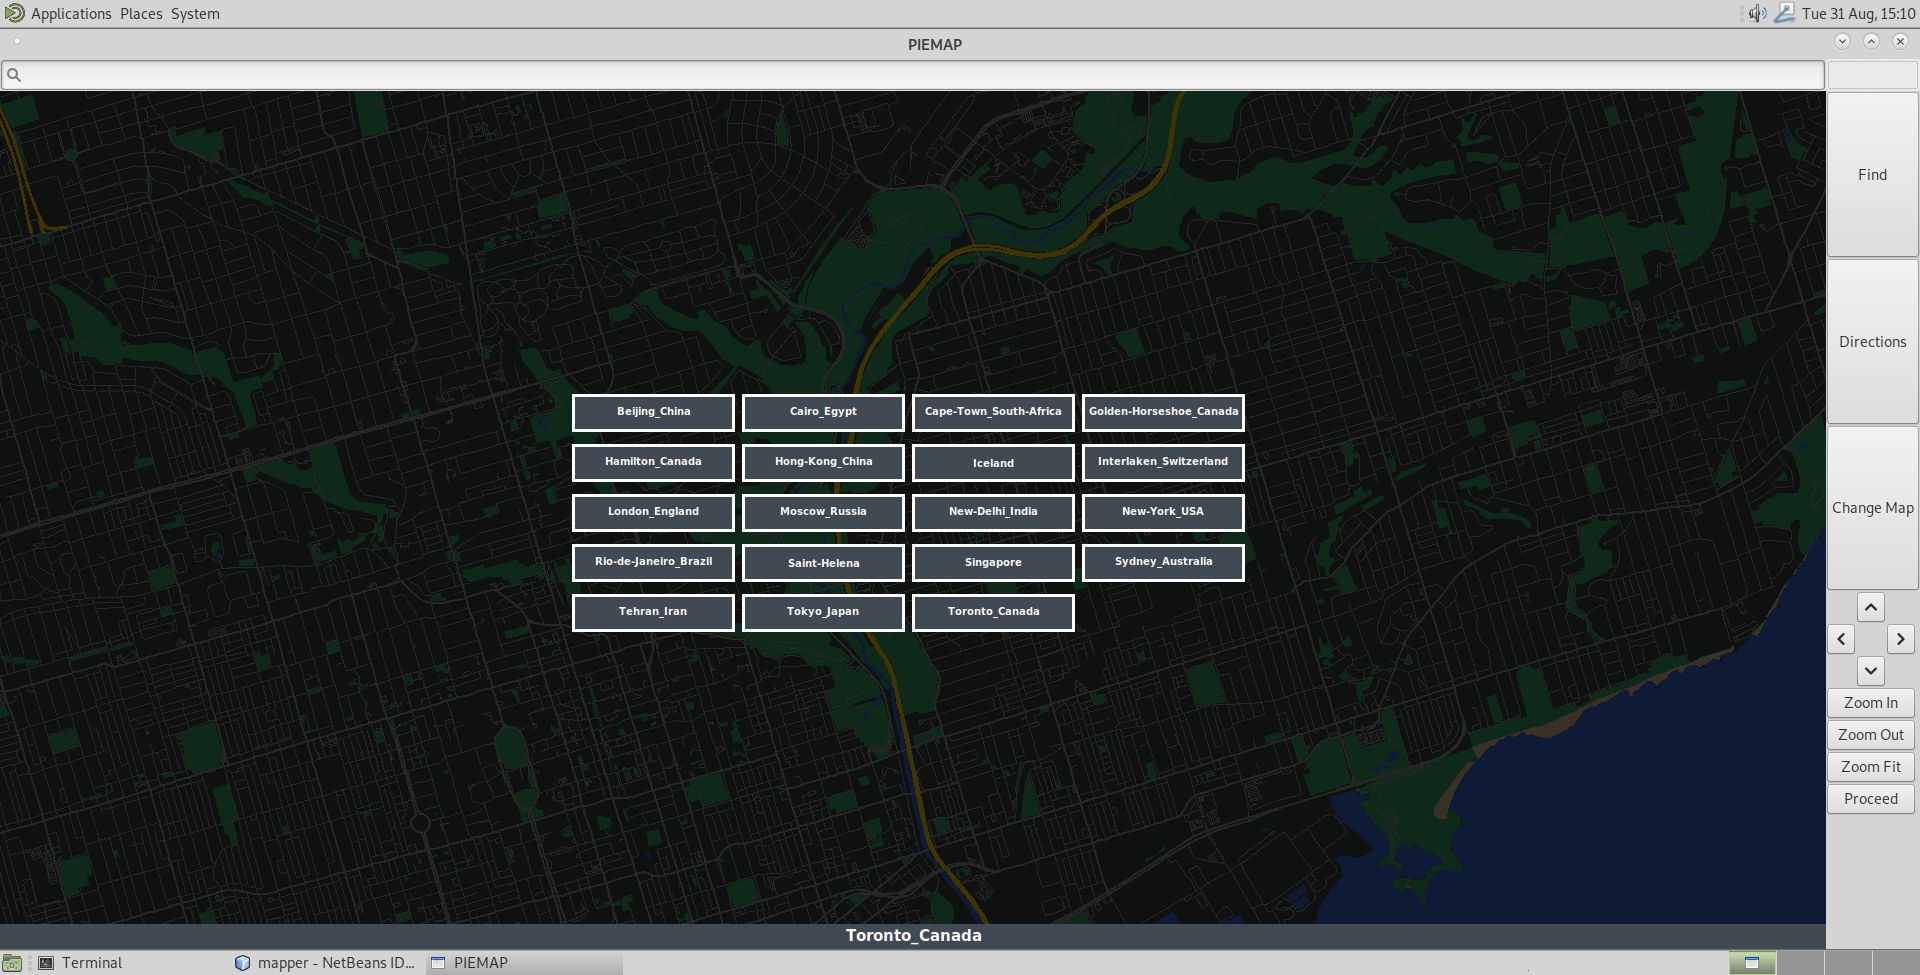 Applications Places System
Tue 31 Aug, 15:10
PIEMAP
Find
Directions
Change Map
Beijing_China Cairo_Egypt Cape-Town_South-Africa Golden-Horseshoe_Canada
Hamilton_Canada Hong-Kong_China Iceland Interlaken_Switzerland
London_England Moscow_Russia New-Delhi_India New-York_USA
Rio-de-Janeiro_Brazil Saint-Helena Singapore Sydney_Australia
Tehran_Iran Tokyo_Japan Toronto_Canada
Zoom In
Zoom Out
Zoom Fit
Proceed
Toronto_Canada
Terminal mapper - NetBeans ID... PIEMAP